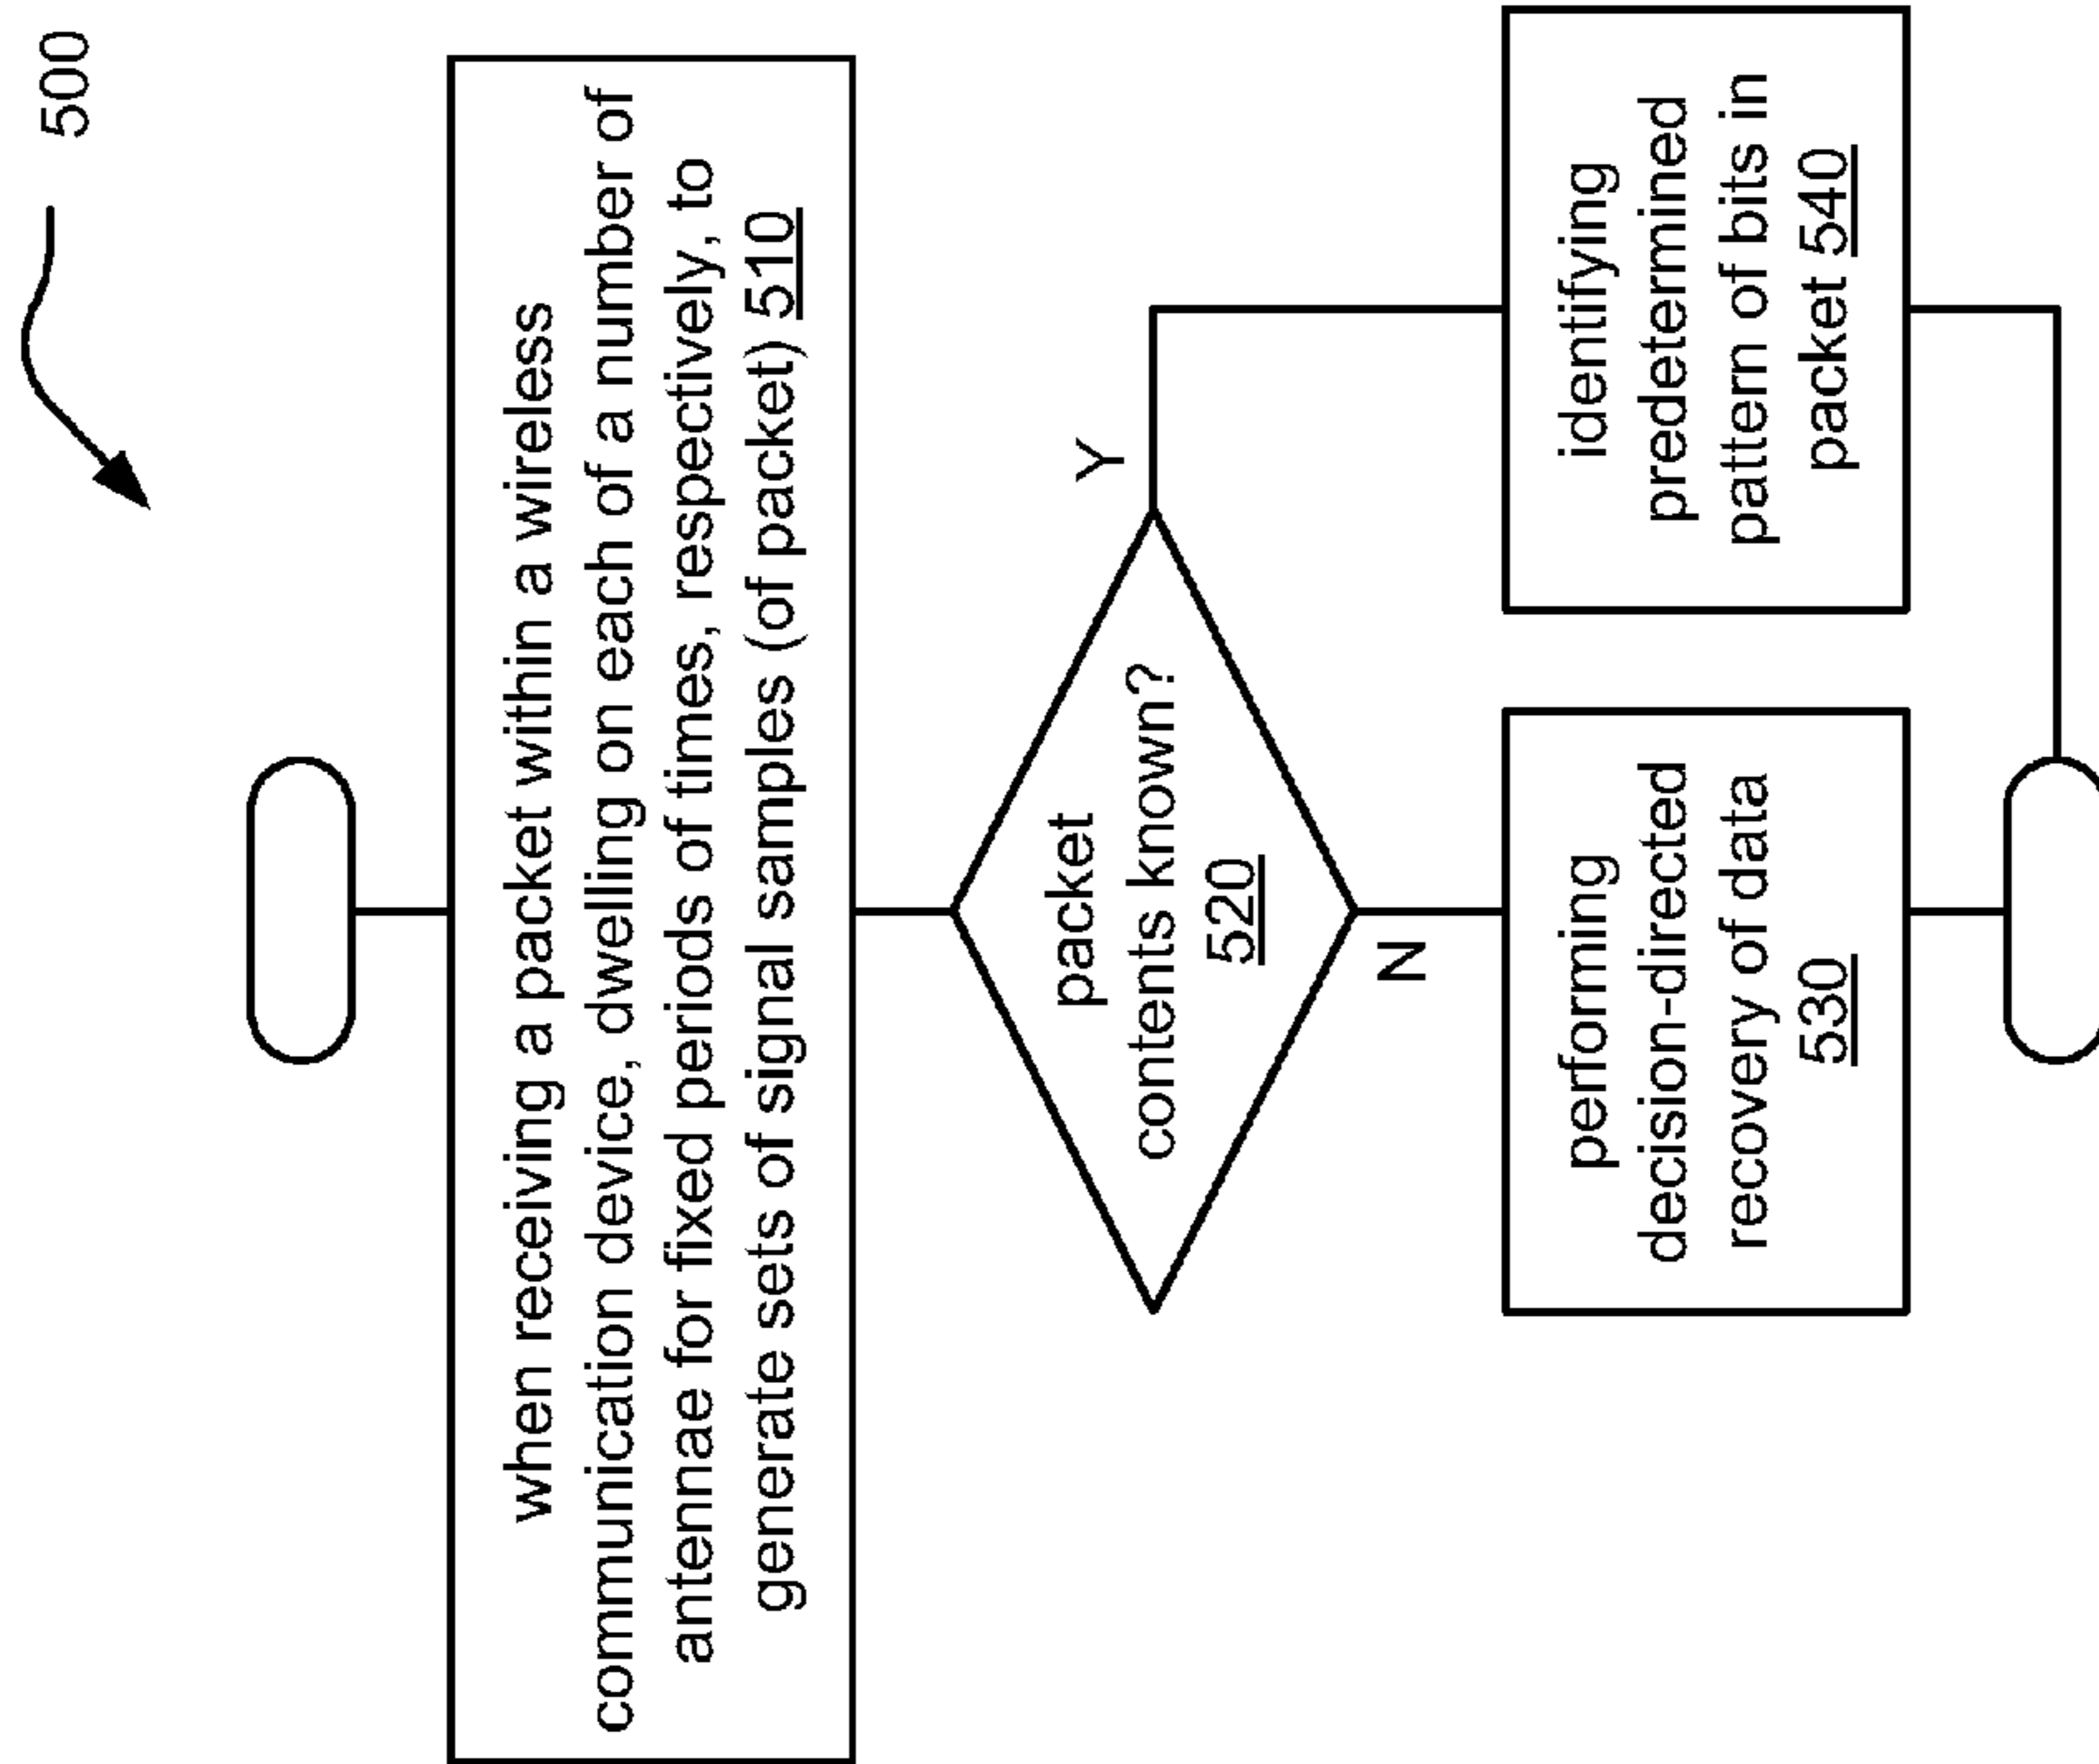 500
when receiving a packet within a wireless
communication device, dwelling on each of a number of
antennae for fixed periods of times, respectively, to
generate sets of signal samples (of packet) 510
packet
contents known?
520
Y
N
performing
decision-directed
recovery of data
530
identifying
predetermined
pattern of bits in
packet 540